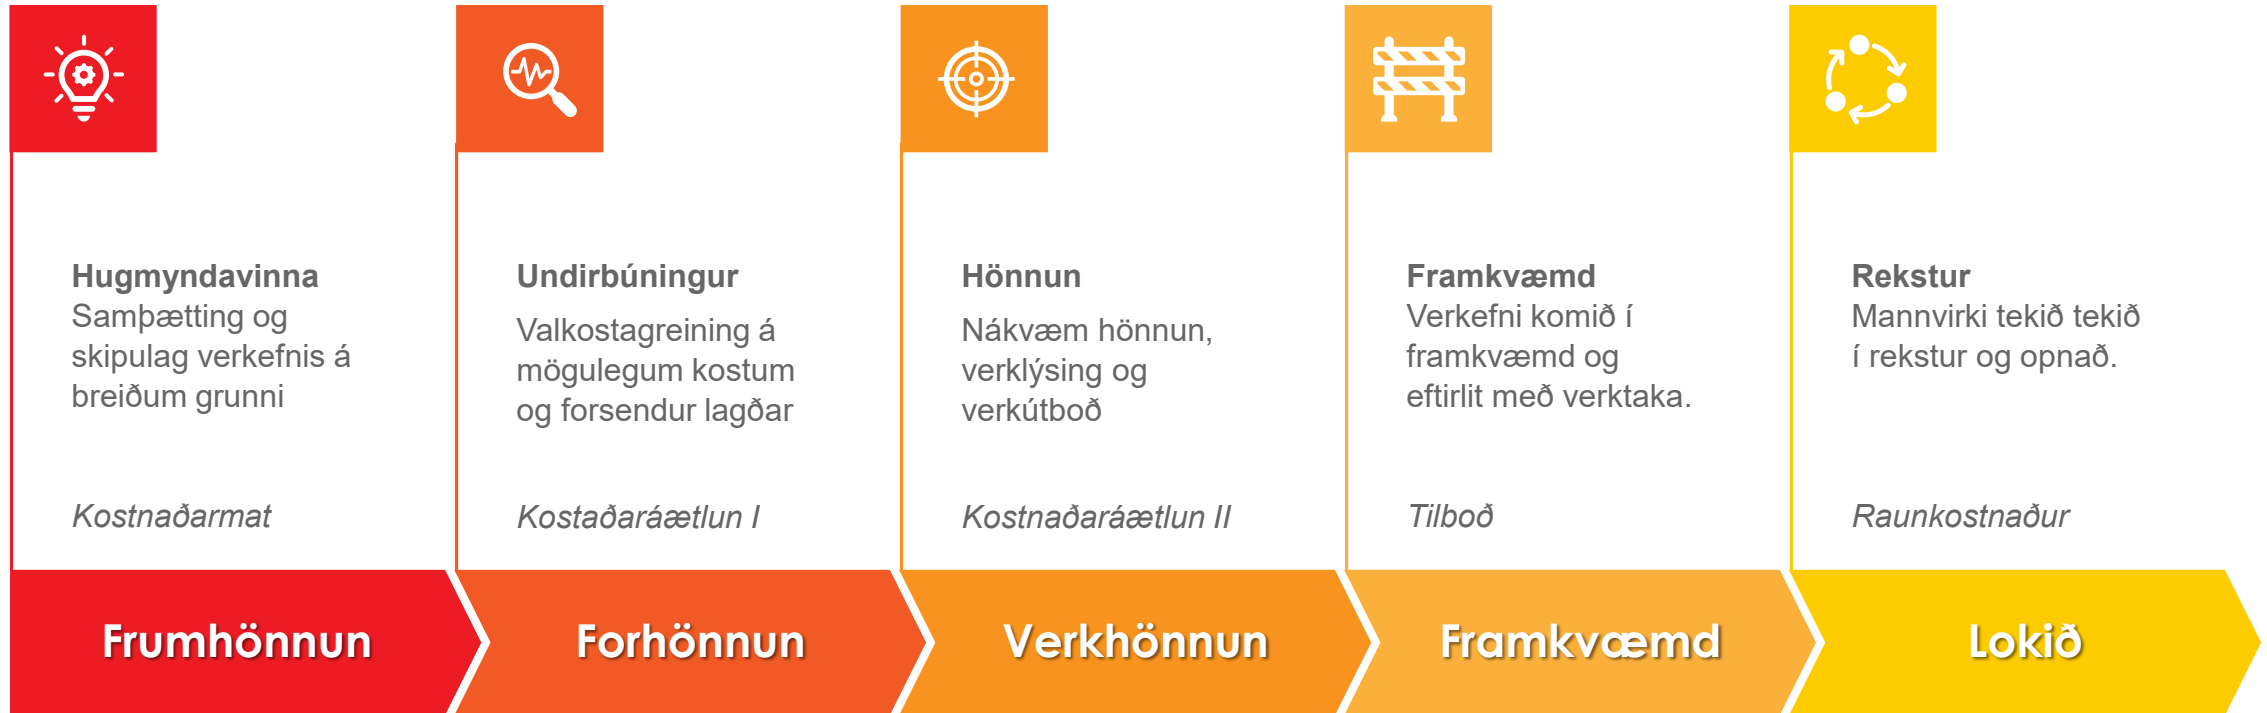 Hugmyndavinna
Samþætting og
skipulag verkefnis á
breiðum grunni
Kostnaðarmat
Frumhönnun
Undirbúningur
Valkostagreining á
mögulegum kostum
og forsendur lagðar
Kostaðaráætlun I
Forhönnun
Hönnun
Nákvæm hönnun,
verklýsing og
verkútboð
Kostnaðaráætlun II
Verkhönnun
Framkvæmd
Verkefni komið í
framkvæmd og
eftirlit með verktaka.
Tilboð
Framkvæmd
Rekstur
Mannvirki tekið tekið
í rekstur og opnað.
Raunkostnaður
Lokið